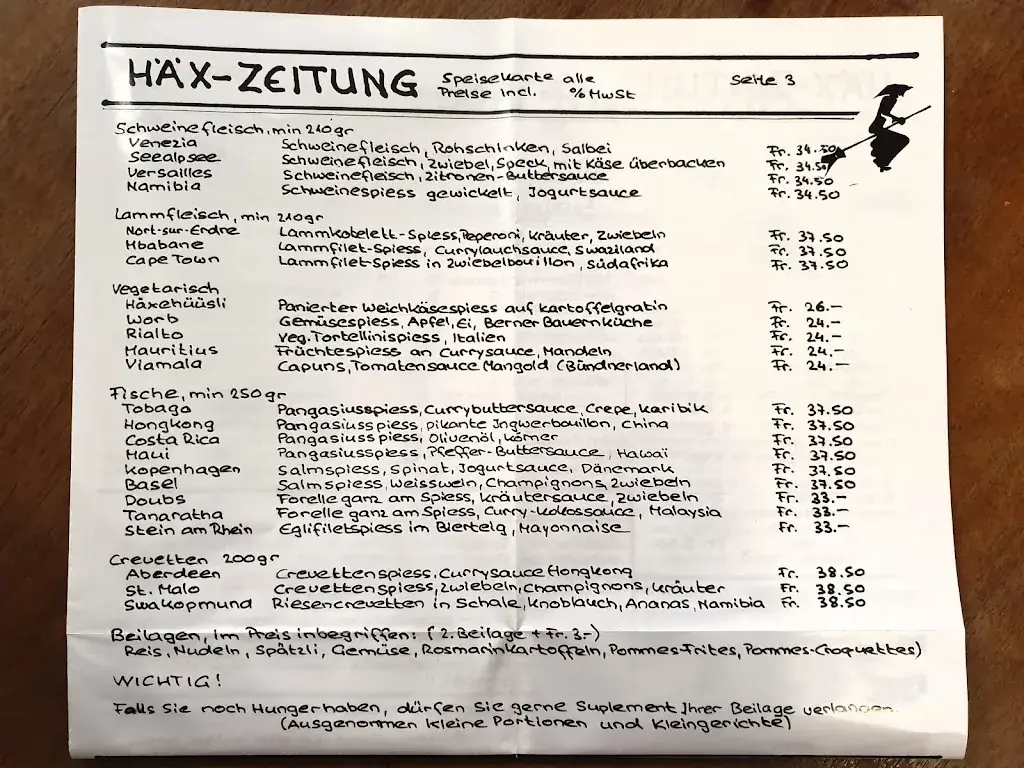 HÄX-ZEITUNG Speisekarte alle Seite 3
Preise incl. % MwSt
Schweinefleisch, min 210gr
Venezia Schweinefleisch, Rohschinken, Salbei Fr. 34.50
Seealpsee Schweinefleisch, Zwiebel, Speck, mit Käse überbacken Fr. 34.50
Versailles Schweinefleisch, Zitronen-Buttersauce Fr. 34.50
Namibia Schweinespiess gewickelt, Jogurtsauce Fr. 34.50
Lammfleisch, min 210gr
Nort-sur-Erdre Lammkotelett-Spiess, Peperoni, Kräuter, Zwiebeln Fr. 37.50
Mbabane Lammfilet-Spiess, Currylauchsauce, Swaziland Fr. 37.50
Cape Town Lammfilet-Spiess in Zwiebelbouillon, Südafrika Fr. 37.50
Vegetarisch
Häxehüüsli Panierter Weichkäsespiess auf Kartoffelgratin Fr. 26.–
Worb Gemüsespiess, Apfel, Ei, Berner Bauernküche Fr. 24.–
Rialto Veg. Tortellinispiess, Italien Fr. 24.–
Mauritius Früchtespiess an Currysauce, Mandeln Fr. 24.–
Viamala Capuns, Tomatensauce Mangold (Bündnerland) Fr. 24.–
Fische, min 250gr
Tobago Pangasiusspiess, Currybuttersauce, Crepe, Karibik Fr. 37.50
Hongkong Pangasiusspiess, pikante Ingwerbouillon, China Fr. 37.50
Costa Rica Pangasiusspiess, Olivenöl, Körner Fr. 37.50
Maui Pangasiusspiess, Pfeffer-Buttersauce, Hawaï Fr. 37.50
Kopenhagen Salmspiess, Spinat, Jogurtsauce, Dänemark Fr. 37.50
Basel Salmspiess, Weisswein, Champignons, Zwiebeln Fr. 37.50
Doubs Forelle ganz am Spiess, Kräutersauce, Zwiebeln Fr. 33.–
Tanaratha Forelle ganz am Spiess, Curry-Kokossauce, Malaysia Fr. 33.–
Stein am Rhein Eglifiletspiess im Bierteig, Mayonnaise Fr. 33.–
Crevetten 200gr
Aberdeen Crevettenspiess, Currysauce Hongkong Fr. 38.50
St. Malo Crevettenspiess, Zwiebeln, Champignons, Kräuter Fr. 38.50
Swakopmund Riesencrevetten in Schale, Knoblauch, Ananas, Namibia Fr. 38.50
Beilagen, im Preis inbegriffen: (2. Beilage + Fr. 3.-)
Reis, Nudeln, Spätzli, Gemüse, Rosmarinkartoffeln, Pommes-Frites, Pommes-Croquettes)
WICHTIG!
Falls Sie noch Hunger haben, dürfen Sie gerne Suplement Ihrer Beilage verlangen.
(Ausgenommen kleine Portionen und Kleingerichte)